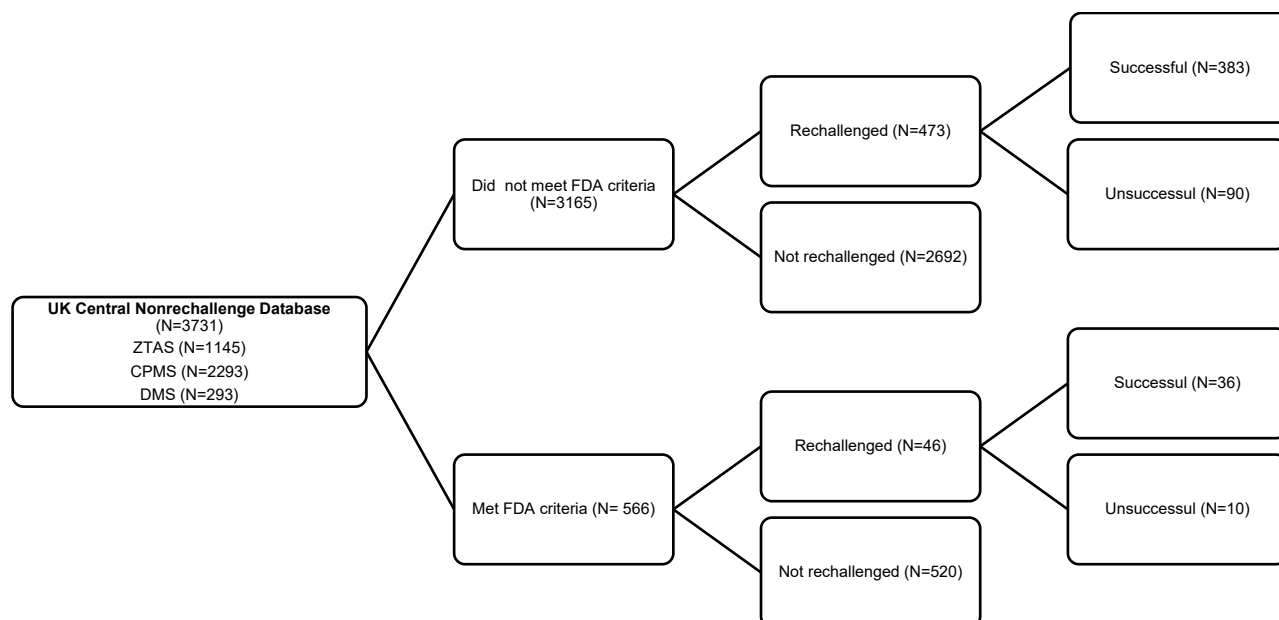 UK Central Nonrechallenge Database
(N=3731)
ZTAS (N=1145)
CPMS (N=2293)
DMS (N=293)
Did  not meet FDA criteria
(N=3165)
Rechallenged (N=473)
Successful (N=383)
Unsuccessul (N=90)
Not rechallenged (N=2692)
Met FDA criteria (N= 566)
Rechallenged (N=46)
Successul (N=36)
Unsuccessul (N=10)
Not rechallenged (N=520)